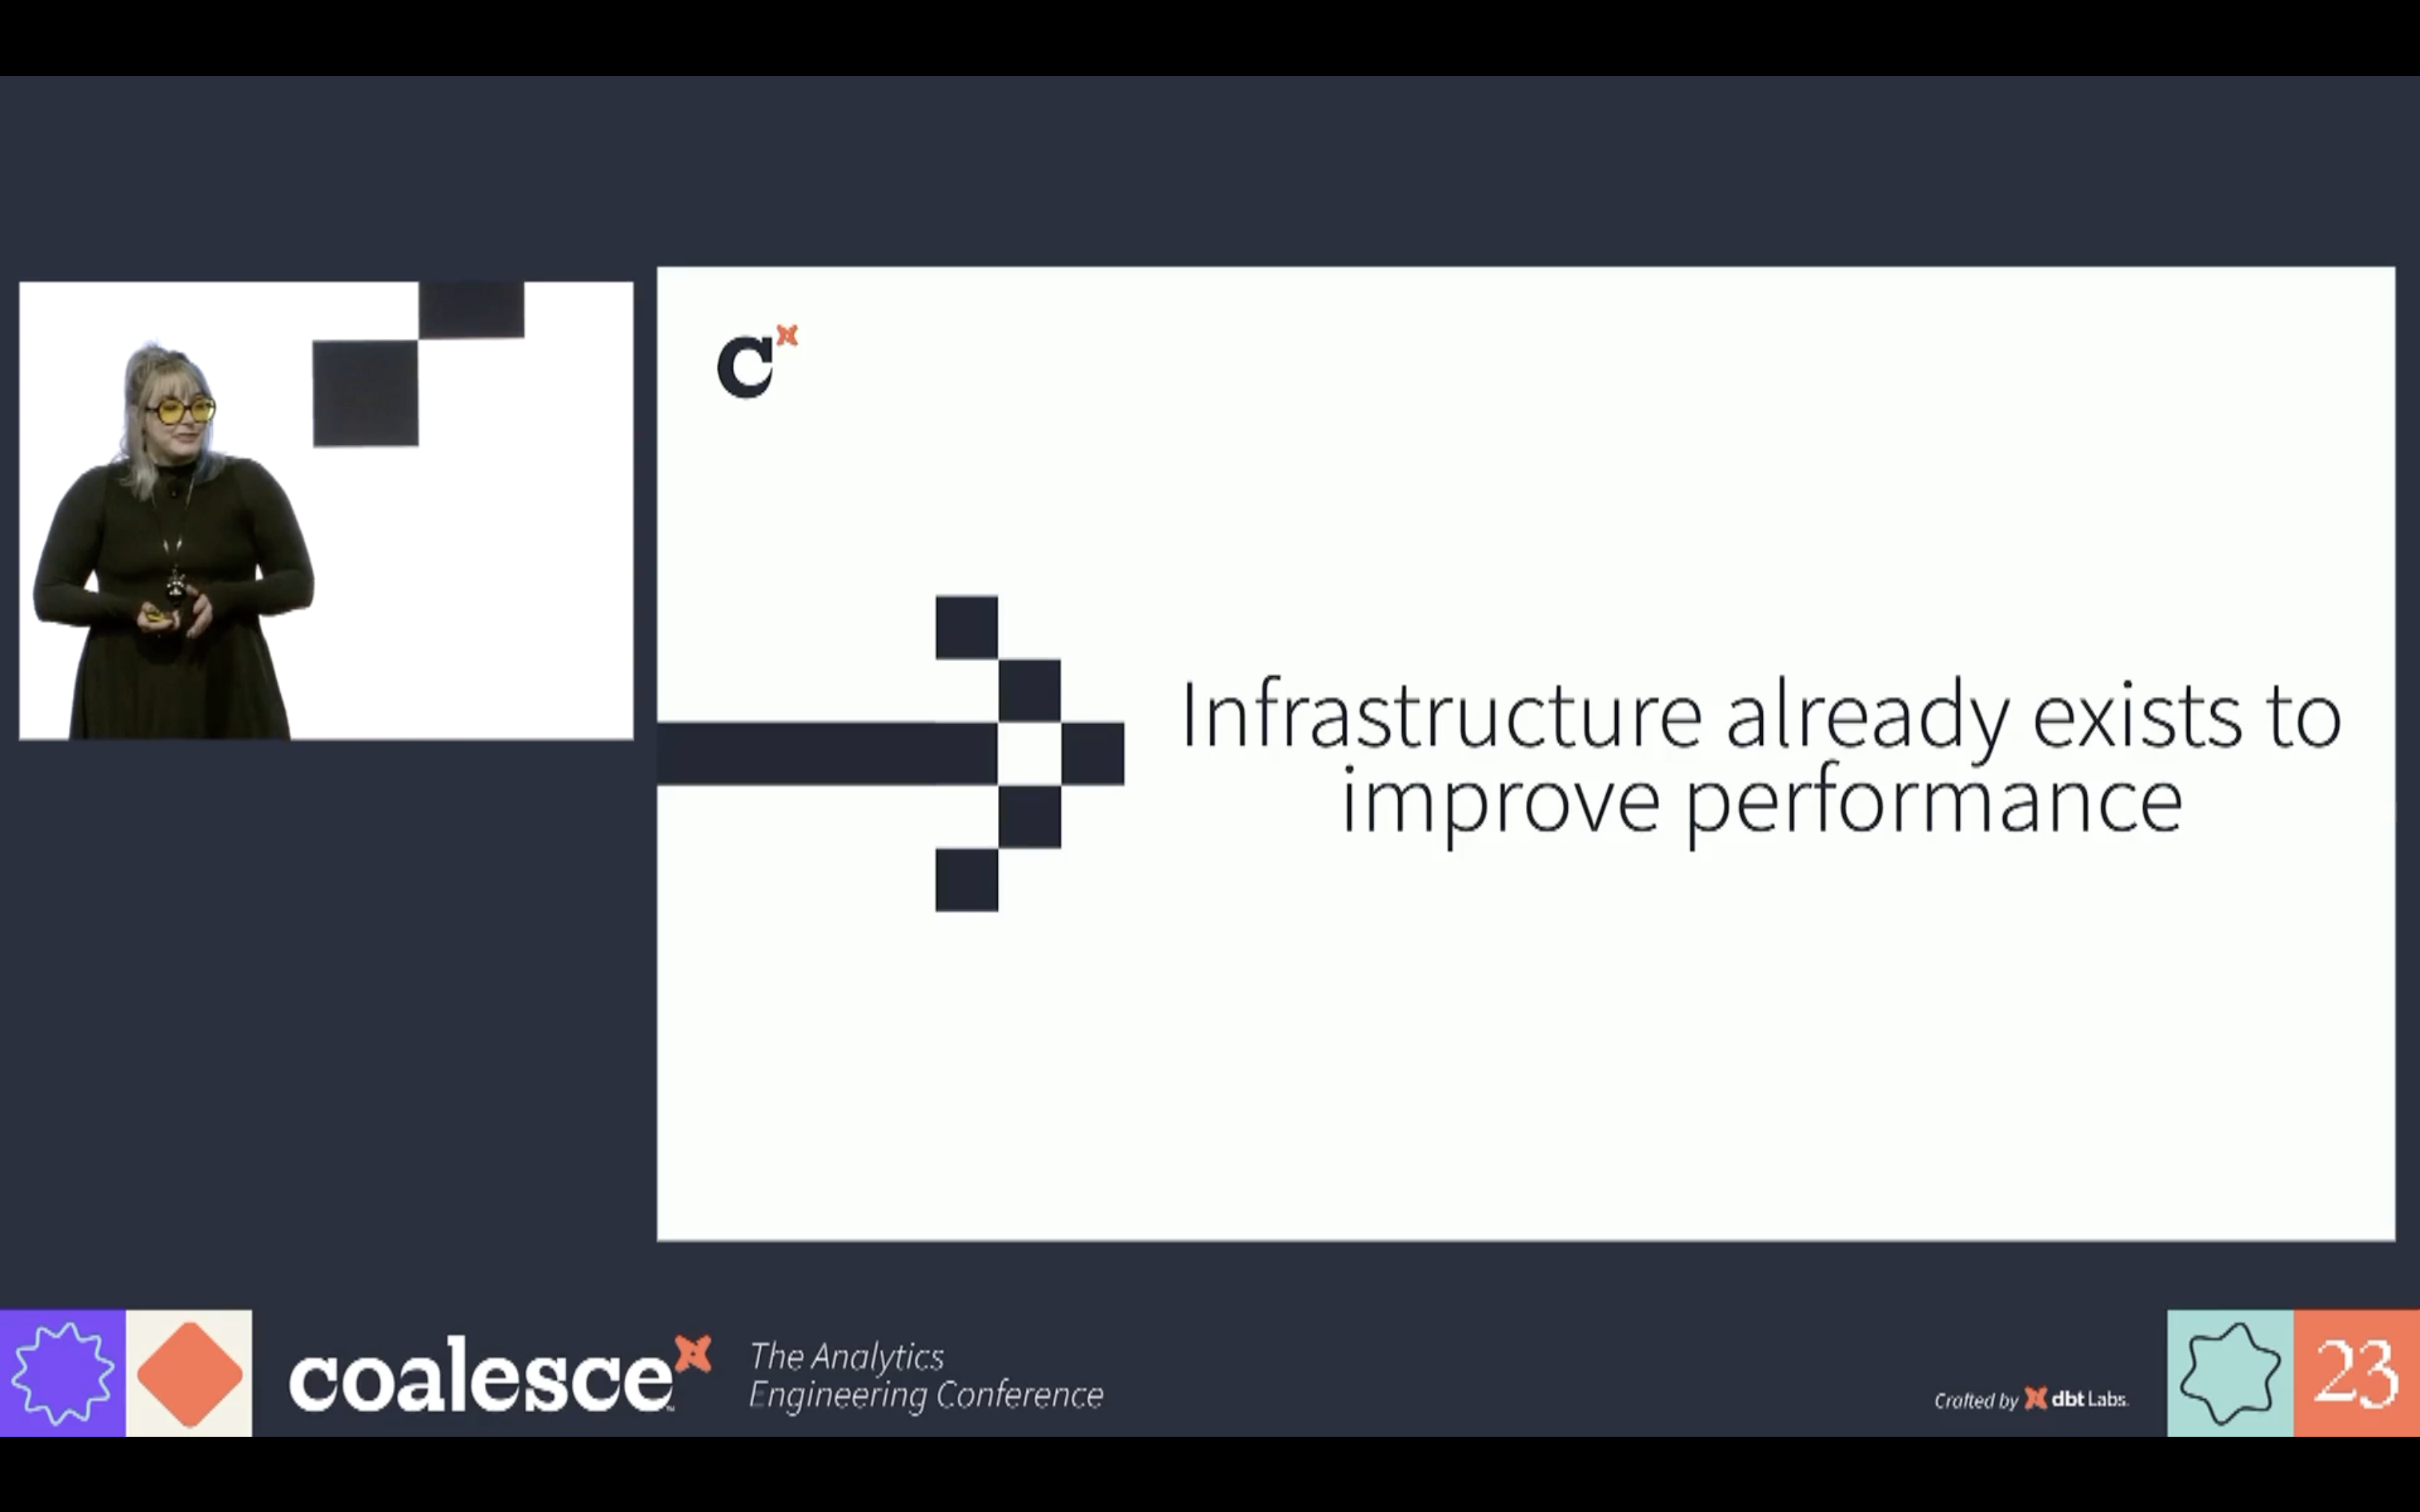 C
Infrastructure already exists to
improve performance
coalesce
The Analytics
Engineering Conference
Crafted by dbt Labs.
23